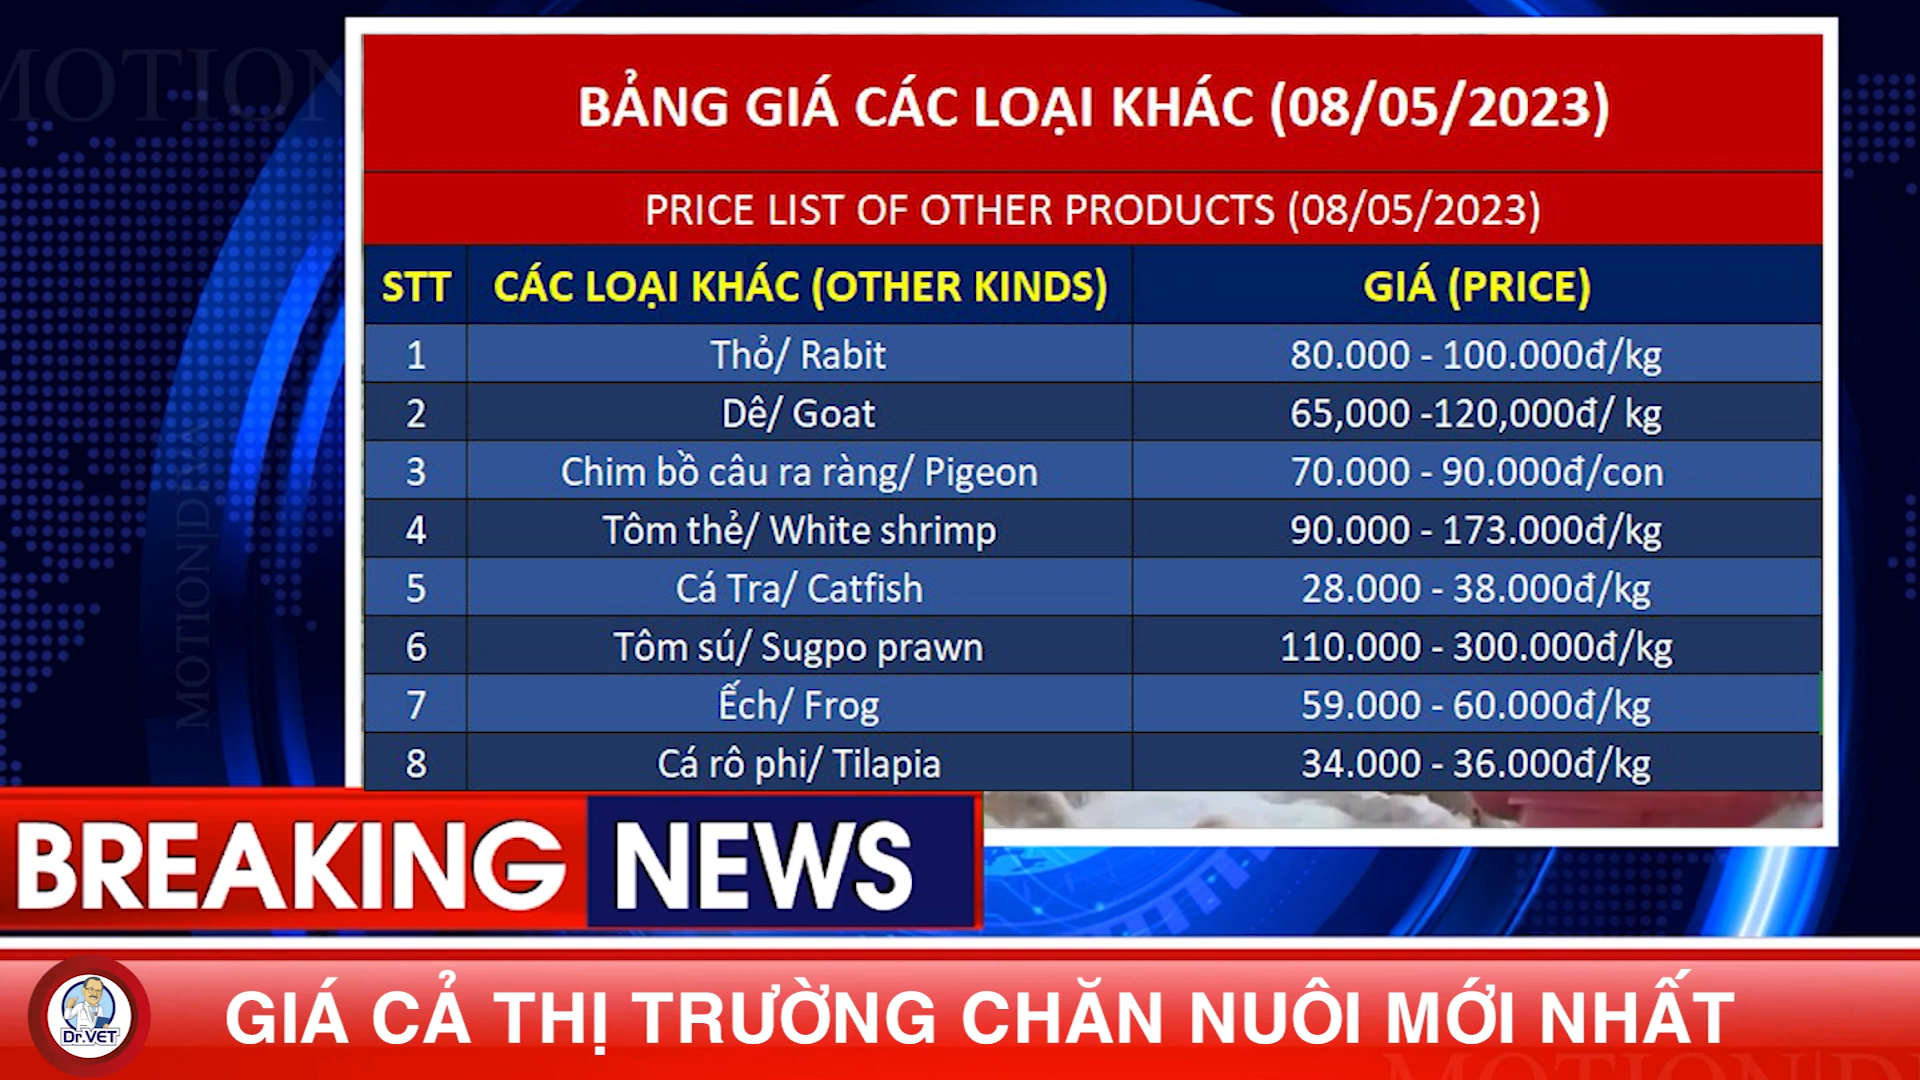 BẢNG GIÁ CÁC LOẠI KHÁC (08/05/2023)
PRICE LIST OF OTHER PRODUCTS (08/05/2023)
STT CÁC LOẠI KHÁC (OTHER KINDS) GIÁ (PRICE)
1 Thỏ/ Rabit 80.000 - 100.000đ/kg
2 Dê/ Goat 65,000 -120,000đ/ kg
3 Chim bồ câu ra ràng/ Pigeon 70.000 - 90.000đ/con
4 Tôm thẻ/ White shrimp 90.000 - 173.000đ/kg
5 Cá Tra/ Catfish 28.000 - 38.000đ/kg
6 Tôm sú/ Sugpo prawn 110.000 - 300.000đ/kg
7 Ếch/ Frog 59.000 - 60.000đ/kg
8 Cá rô phi/ Tilapia 34.000 - 36.000đ/kg
MOTION
MOTION|DIVA
BREAKING NEWS
Dr.VET
GIÁ CẢ THỊ TRƯỜNG CHĂN NUÔI MỚI NHẤT
MOTION|D